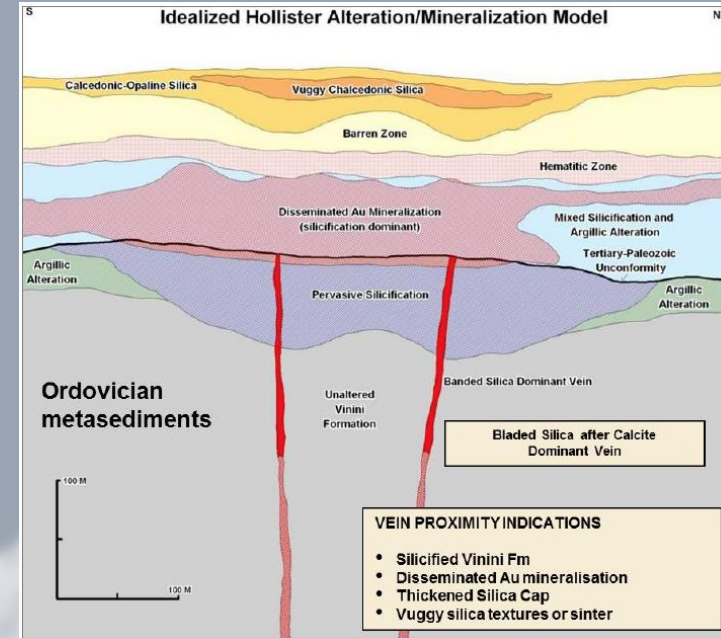 S
Idealized Hollister Alteration/Mineralization Model
N
Calcedonic-Opaline Silica
Vuggy Chalcedonic Silica
Barren Zone
Hematitic Zone
Disseminated Au Mineralization
(silicification dominant)
Mixed Silicification and
Argillic Alteration
Tertiary-Paleozoic
Unconformity
Argillic
Alteration
Pervasive Silicification
Argillic
Alteration
Ordovician
metasediments
Unaltered
Vinini
Formation
Banded Silica Dominant Vein
Bladed Silica after Calcite
Dominant Vein
100 M
100 M
VEIN PROXIMITY INDICATIONS
• Silicified Vinini Fm
• Disseminated Au mineralisation
• Thickened Silica Cap
• Vuggy silica textures or sinter